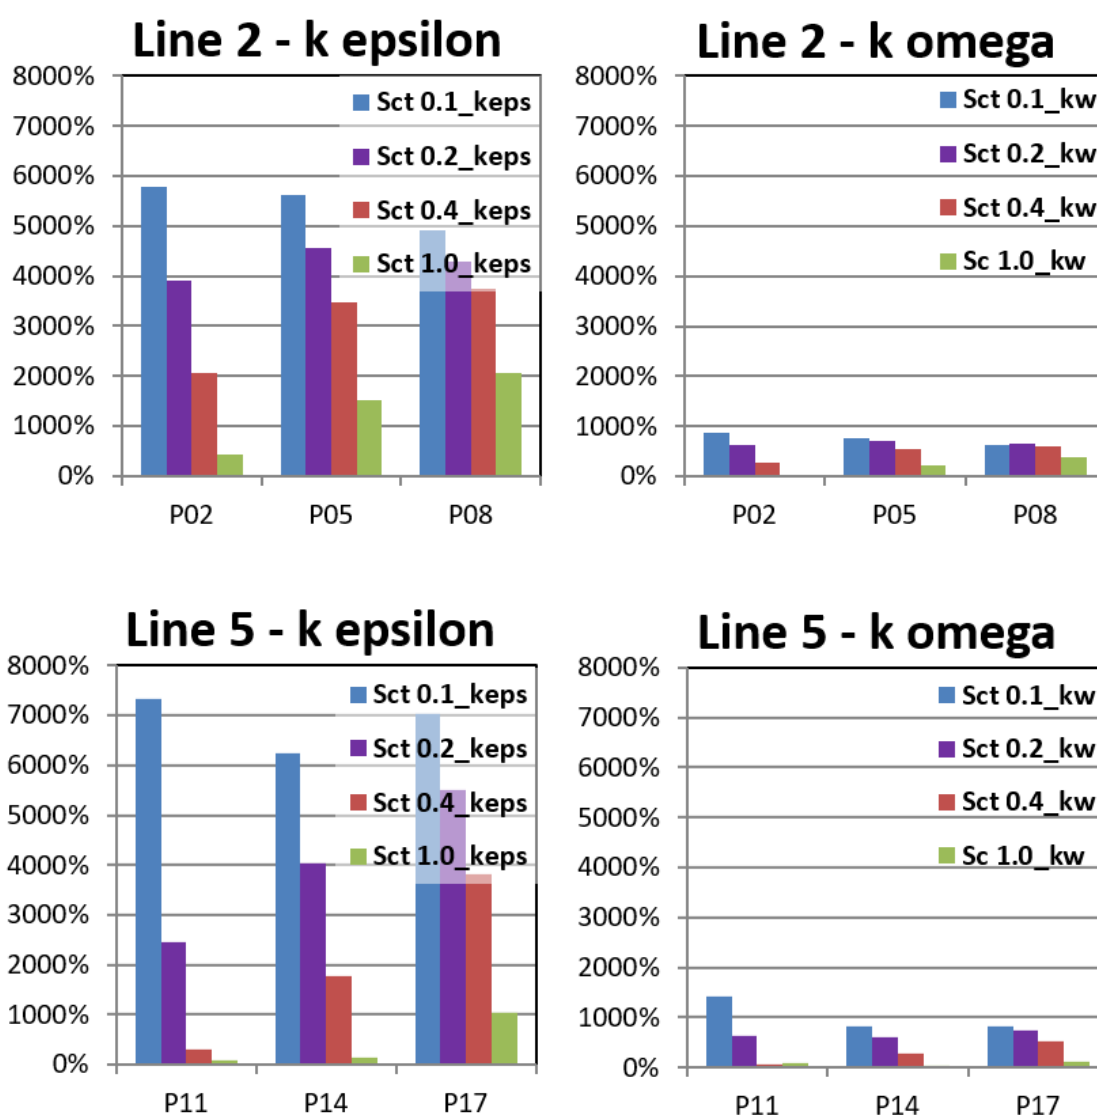 Line 2 - k epsilon
8000%
7000%
6000%
5000%
4000%
3000%
2000%
1000%
0%
Sct 0.1_keps
Sct 0.2_keps
Sct 0.4_keps
Sct 1.0_keps
P02 P05 P08
Line 2 - k omega
8000%
7000%
6000%
5000%
4000%
3000%
2000%
1000%
0%
Sct 0.1_kw
Sct 0.2_kw
Sct 0.4_kw
Sc 1.0_kw
P02 P05 P08
Line 5 - k epsilon
8000%
7000%
6000%
5000%
4000%
3000%
2000%
1000%
0%
Sct 0.1_keps
Sct 0.2_keps
Sct 0.4_keps
Sct 1.0_keps
P11 P14 P17
Line 5 - k omega
8000%
7000%
6000%
5000%
4000%
3000%
2000%
1000%
0%
Sct 0.1_kw
Sct 0.2_kw
Sct 0.4_kw
Sc 1.0_kw
P11 P14 P17